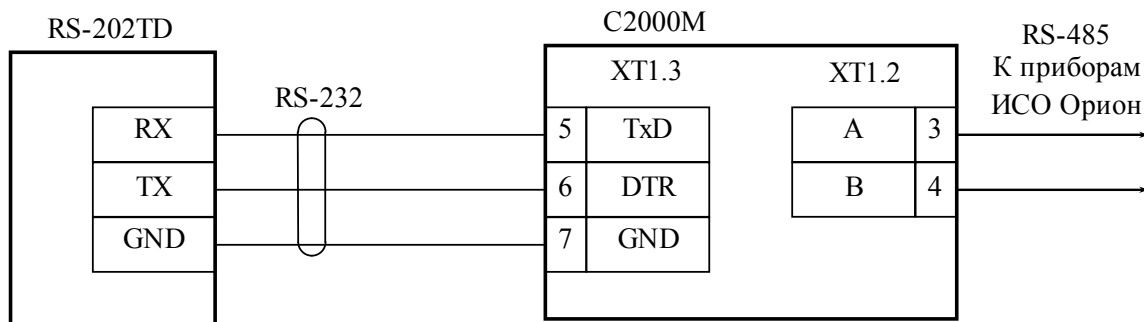 RS-202TD
C2000M
RS-485
К приборам
ИСО Орион
XT1.3
XT1.2
RS-232
RX
5
TxD
A
3
TX
6
DTR
B
4
GND
7
GND